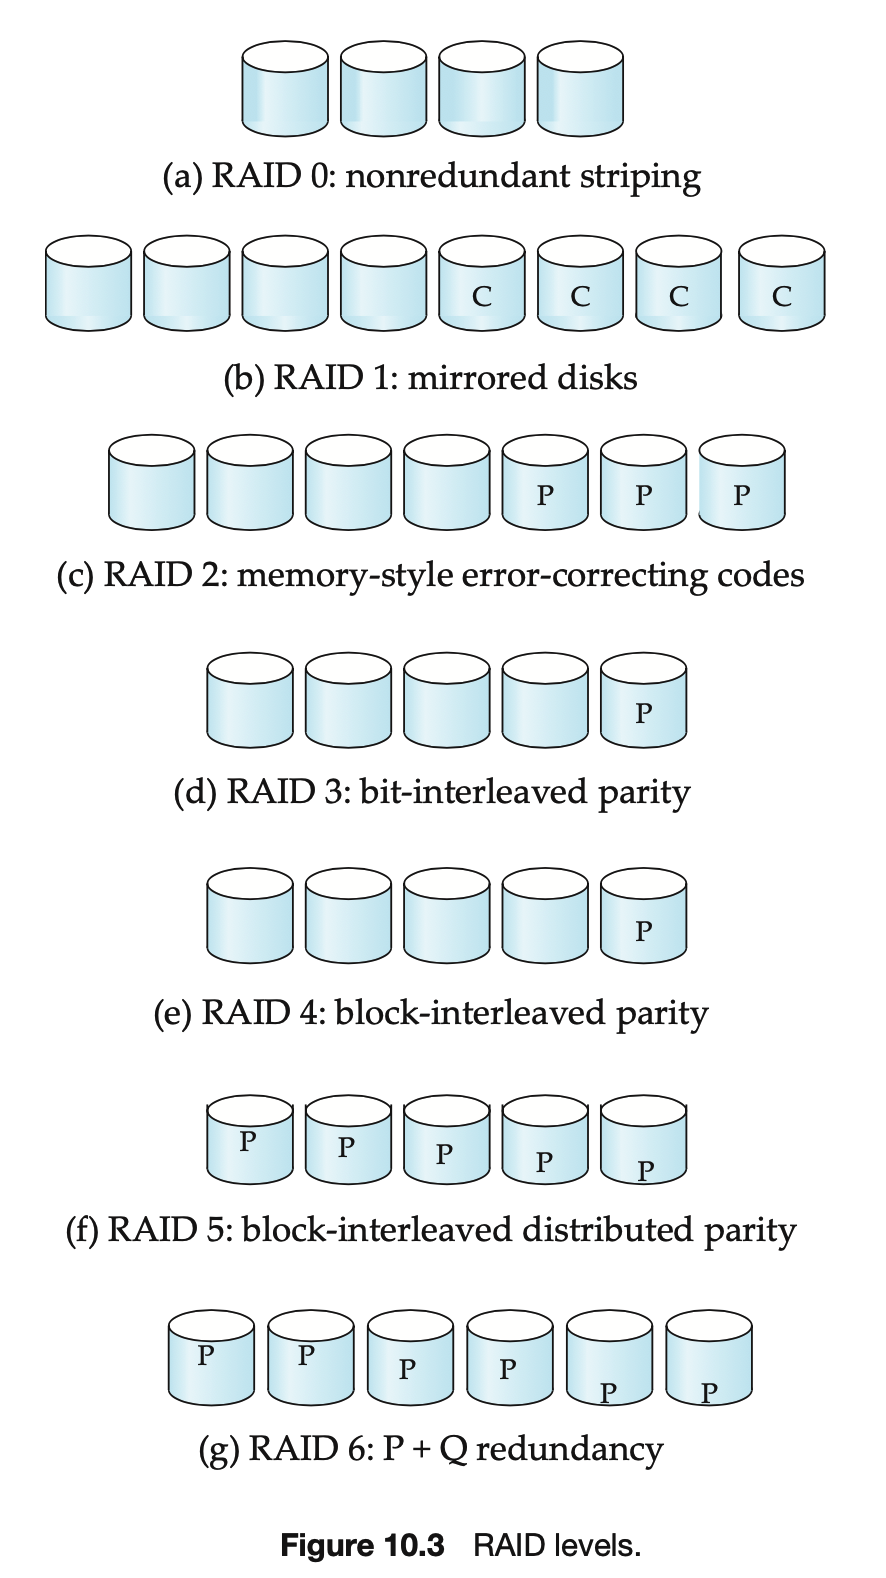 (a) RAID 0: nonredundant striping
C C C C
(b) RAID 1: mirrored disks
P P P
(c) RAID 2: memory-style error-correcting codes
P
(d) RAID 3: bit-interleaved parity
P
(e) RAID 4: block-interleaved parity
P P P P P
(f) RAID 5: block-interleaved distributed parity
P P P P P P
(g) RAID 6: P + Q redundancy
Figure 10.3 RAID levels.